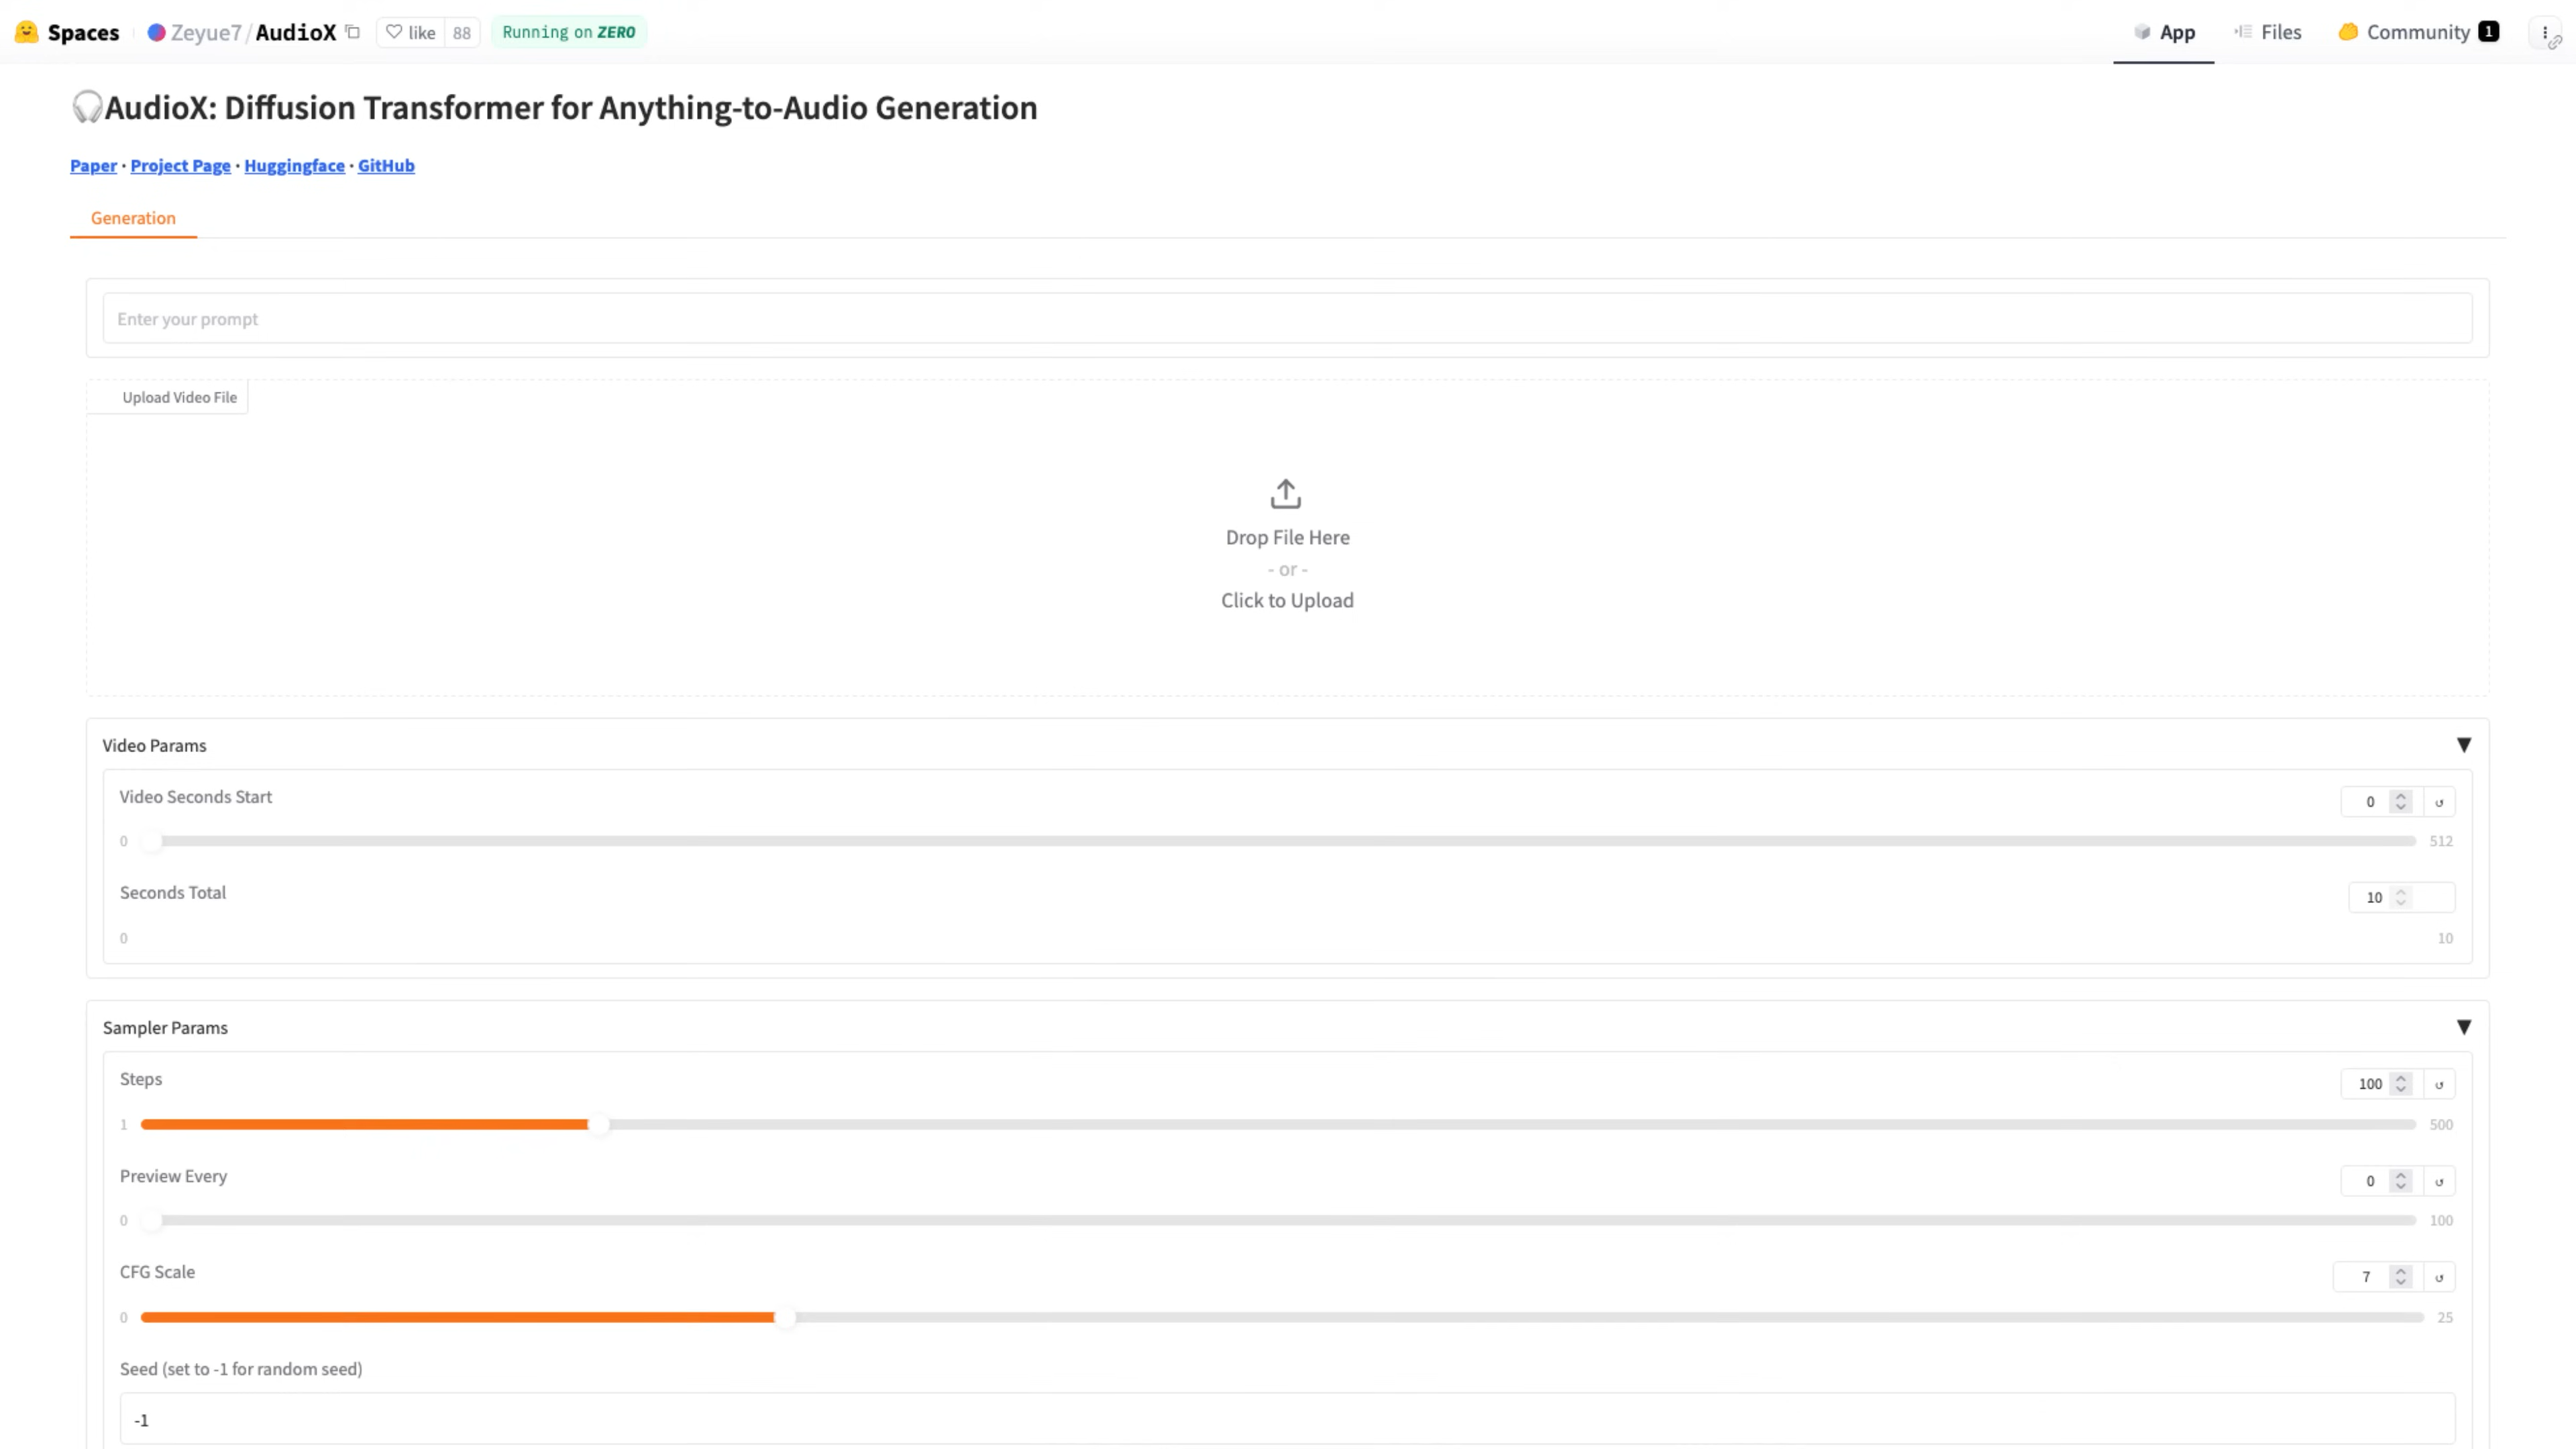 Spaces Zeyue7/AudioX like 88 Running on ZERO App Files Community 1
AudioX: Diffusion Transformer for Anything-to-Audio Generation
Paper · Project Page · Huggingface · GitHub
Generation
Enter your prompt
Upload Video File
Drop File Here
- or -
Click to Upload
Video Params ▼
Video Seconds Start 0
0 512
Seconds Total 10
0 10
Sampler Params ▼
Steps 100
1 500
Preview Every 0
0 100
CFG Scale 7
0 25
Seed (set to -1 for random seed)
-1